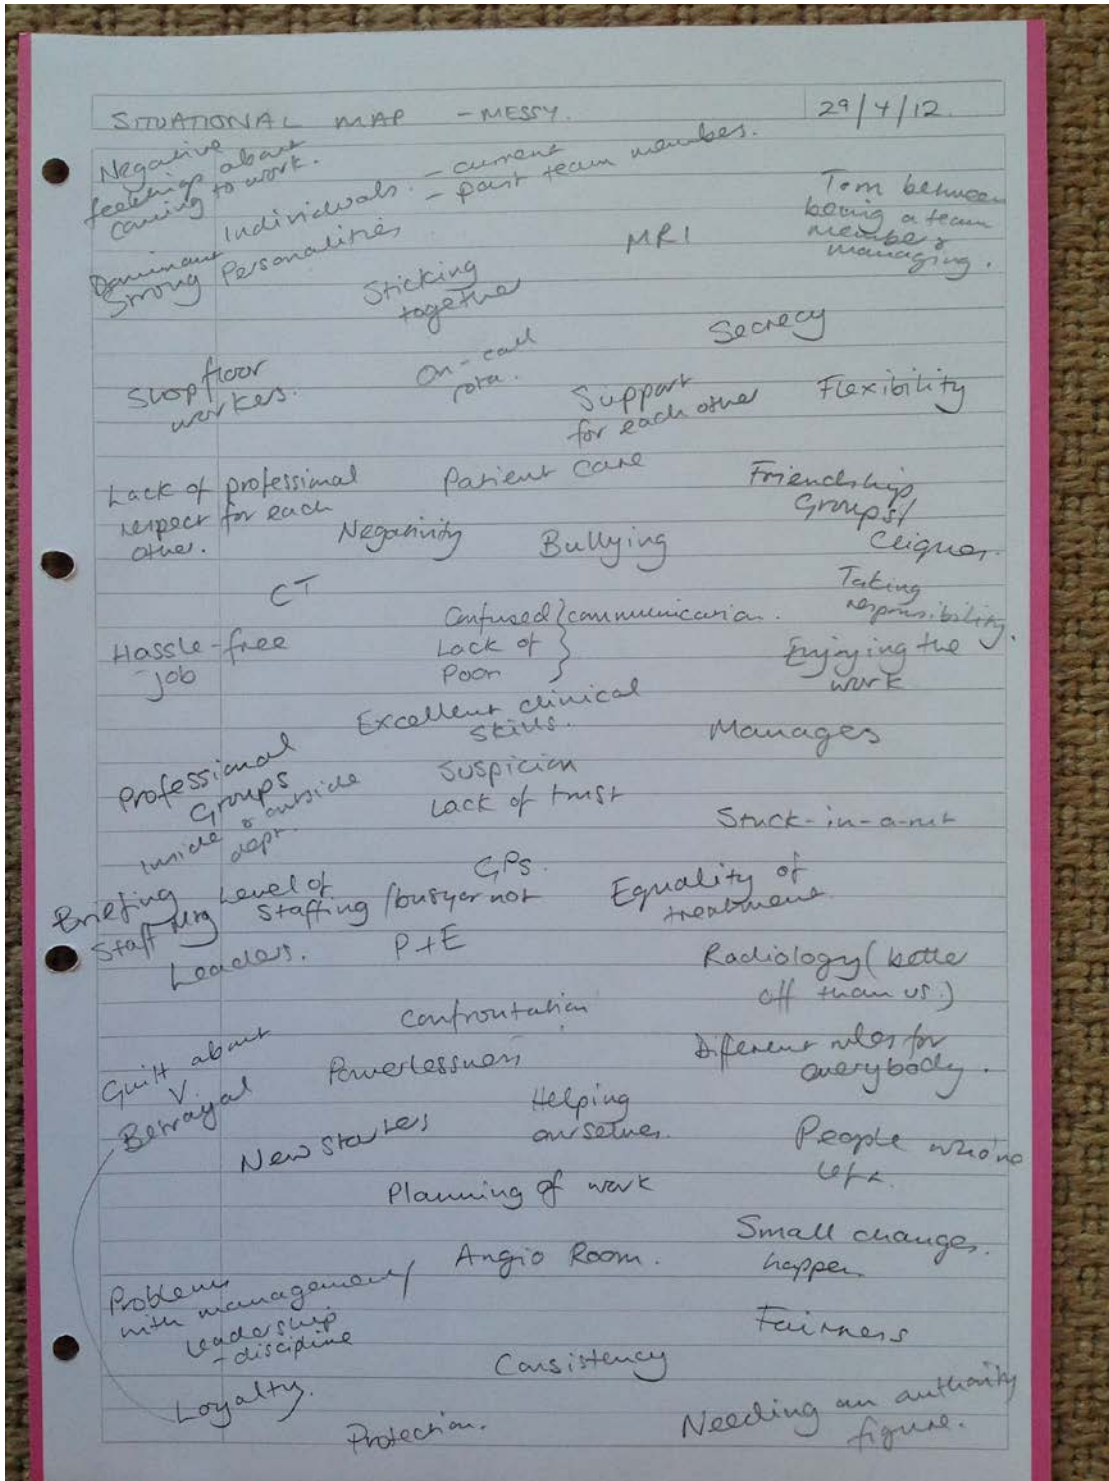 SITUATIONAL MAP - MESSY.
29/4/12.
Negative
feelings about
coming to work.
Individuals. - current
- past team members.
Torn between
being a team
member &
managing.
Dominant
Strong Personalities
MRI
Sticking
together
Secrecy
Shopfloor
workers.
On-call
rota.
Support
for each other
Flexibility
Lack of professional
respect for each
other.
Patient care
Friendship
Groups/
Cliques.
Negativity
Bullying
CT
Taking
responsibility.
Confused } communication.
Lack of }
Poor }
Hassle-free
job
Enjoying the
work
Excellent clinical
skills.
Managers
Professional
Groups
inside & outside
dept.
Suspicion
Lack of trust
Stuck-in-a-rut
GPs.
Briefing
Staff Mtg
Level of
Staffing / busy or not
Equality of
treatment.
Leaders.
P+E
Radiology (better
off than us.)
Confrontation
Guilt about
V.
Betrayal
Powerlessness
Different rules for
everybody.
Helping
ourselves.
New starters
People who've
left.
Planning of work
Small changes.
happen
Angio Room.
Problems
with management/
leadership
- discipline
Fairness
Consistency
Loyalty.
Needing an authority
figure.
Protection.